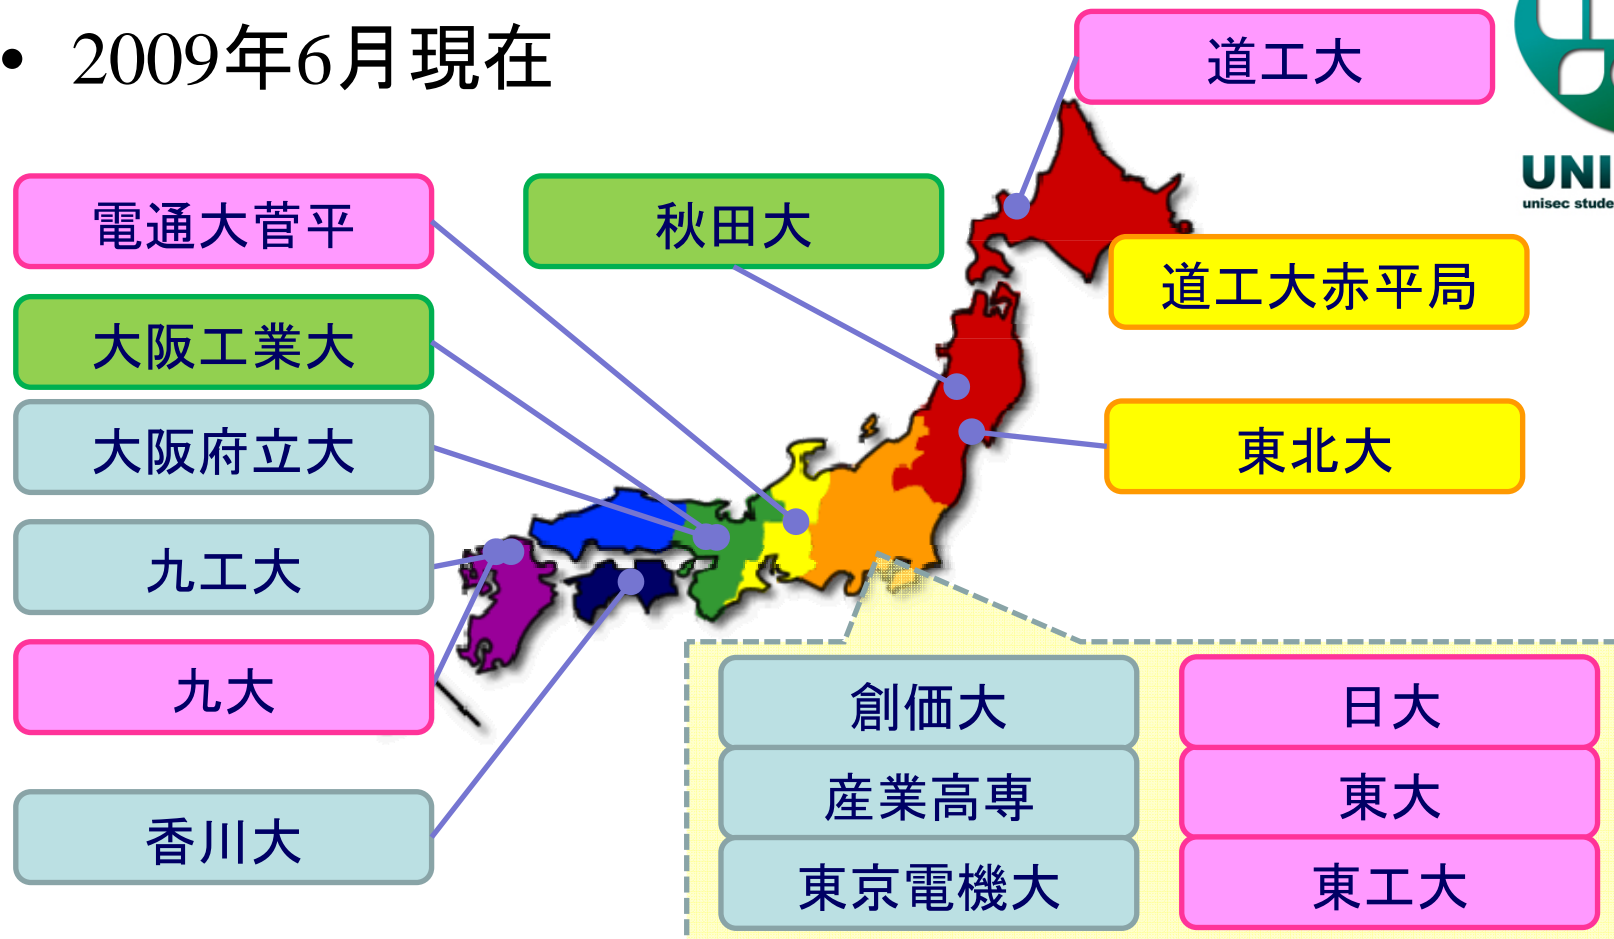 • 2009年6月現在
道工大
UNI
unisec stude
電通大菅平
秋田大
道工大赤平局
大阪工業大
大阪府立大
東北大
九工大
九大
香川大
創価大
日大
産業高専
東大
東京電機大
東工大